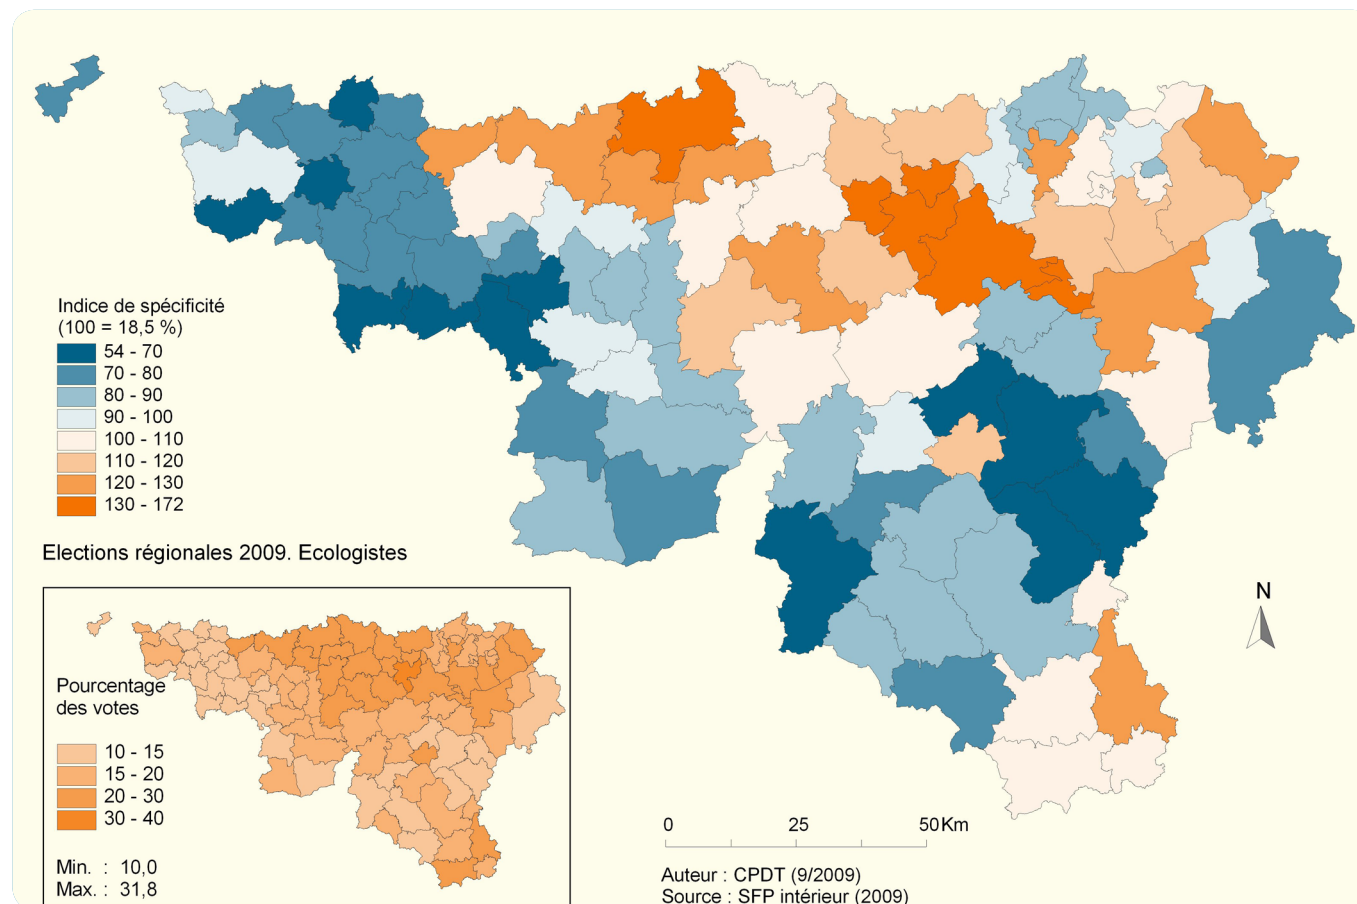 Indice de spécificité
(100 = 18,5 %)
54 - 70
70 - 80
80 - 90
90 - 100
100 - 110
110 - 120
120 - 130
130 - 172
Elections régionales 2009. Ecologistes
N
Pourcentage
des votes
10 - 15
15 - 20
20 - 30
30 - 40
Min. : 10,0
Max. : 31,8
0 25 50Km
Auteur : CPDT (9/2009)
Source : SFP intérieur (2009)